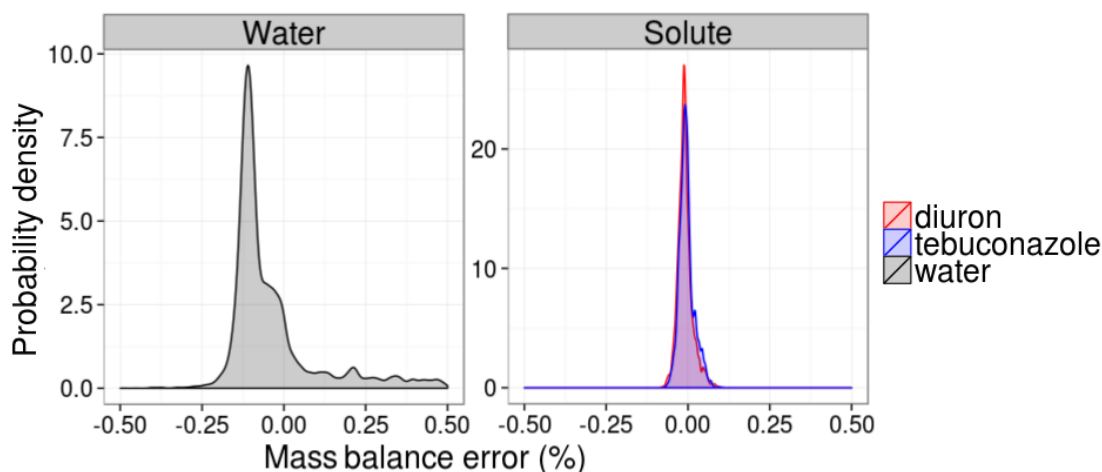 Water
Solute
Probability density
10.0
7.5
5.0
2.5
0.0
20
10
0
-0.50 -0.25 0.00 0.25 0.50
-0.50 -0.25 0.00 0.25 0.50
Mass balance error (%)
diuron
tebuconazole
water